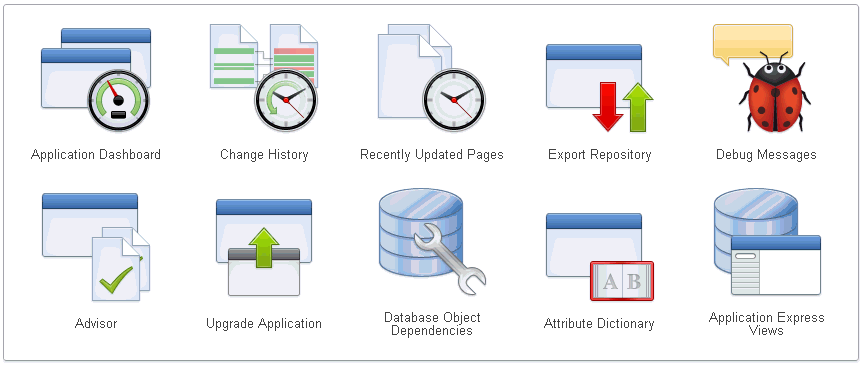 Application Dashboard
Change History
Recently Updated Pages
Export Repository
Debug Messages
Advisor
Upgrade Application
Database Object
Dependencies
A B
Attribute Dictionary
Application Express
Views